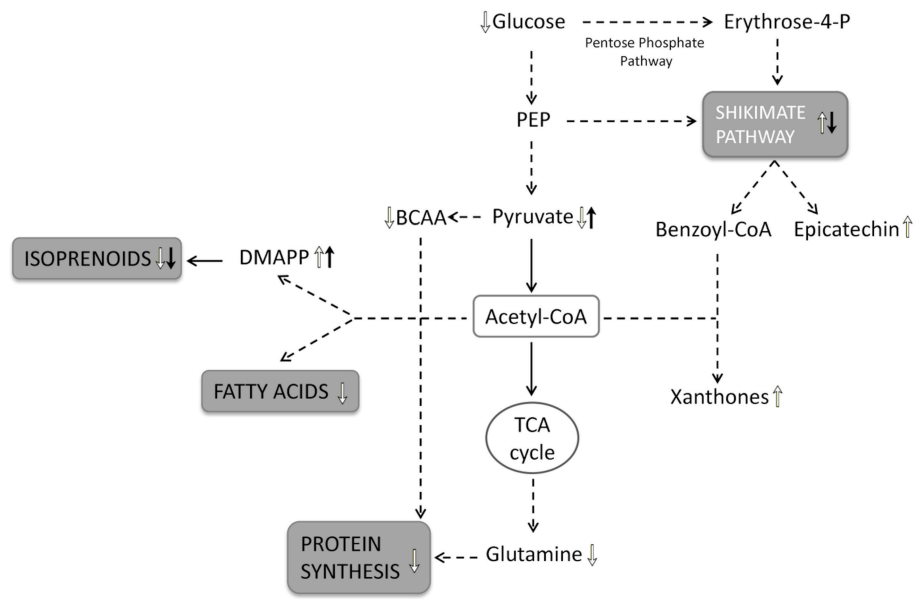 Glucose
Erythrose-4-P
Pentose Phosphate
Pathway
PEP
SHIKIMATE
PATHWAY
BCAA
Pyruvate
Benzoyl-CoA
Epicatechin
ISOPRENOIDS
DMAPP
Acetyl-CoA
FATTY ACIDS
Xanthones
TCA
cycle
PROTEIN
SYNTHESIS
Glutamine